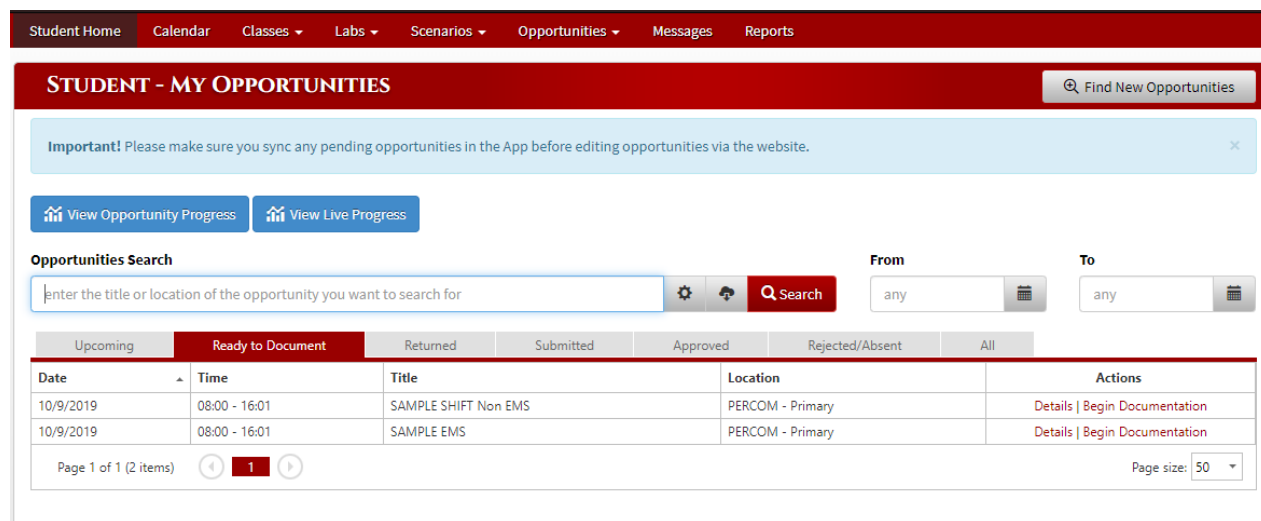 Student Home Calendar Classes Labs Scenarios Opportunities Messages Reports
STUDENT - MY OPPORTUNITIES Find New Opportunities
Important! Please make sure you sync any pending opportunities in the App before editing opportunities via the website. ×
View Opportunity Progress View Live Progress
Opportunities Search From To
enter the title or location of the opportunity you want to search for Search any any
Upcoming Ready to Document Returned Submitted Approved Rejected/Absent All
Date Time Title Location Actions
10/9/2019 08:00 - 16:01 SAMPLE SHIFT Non EMS PERCOM - Primary Details | Begin Documentation
10/9/2019 08:00 - 16:01 SAMPLE EMS PERCOM - Primary Details | Begin Documentation
Page 1 of 1 (2 items) 1 Page size: 50